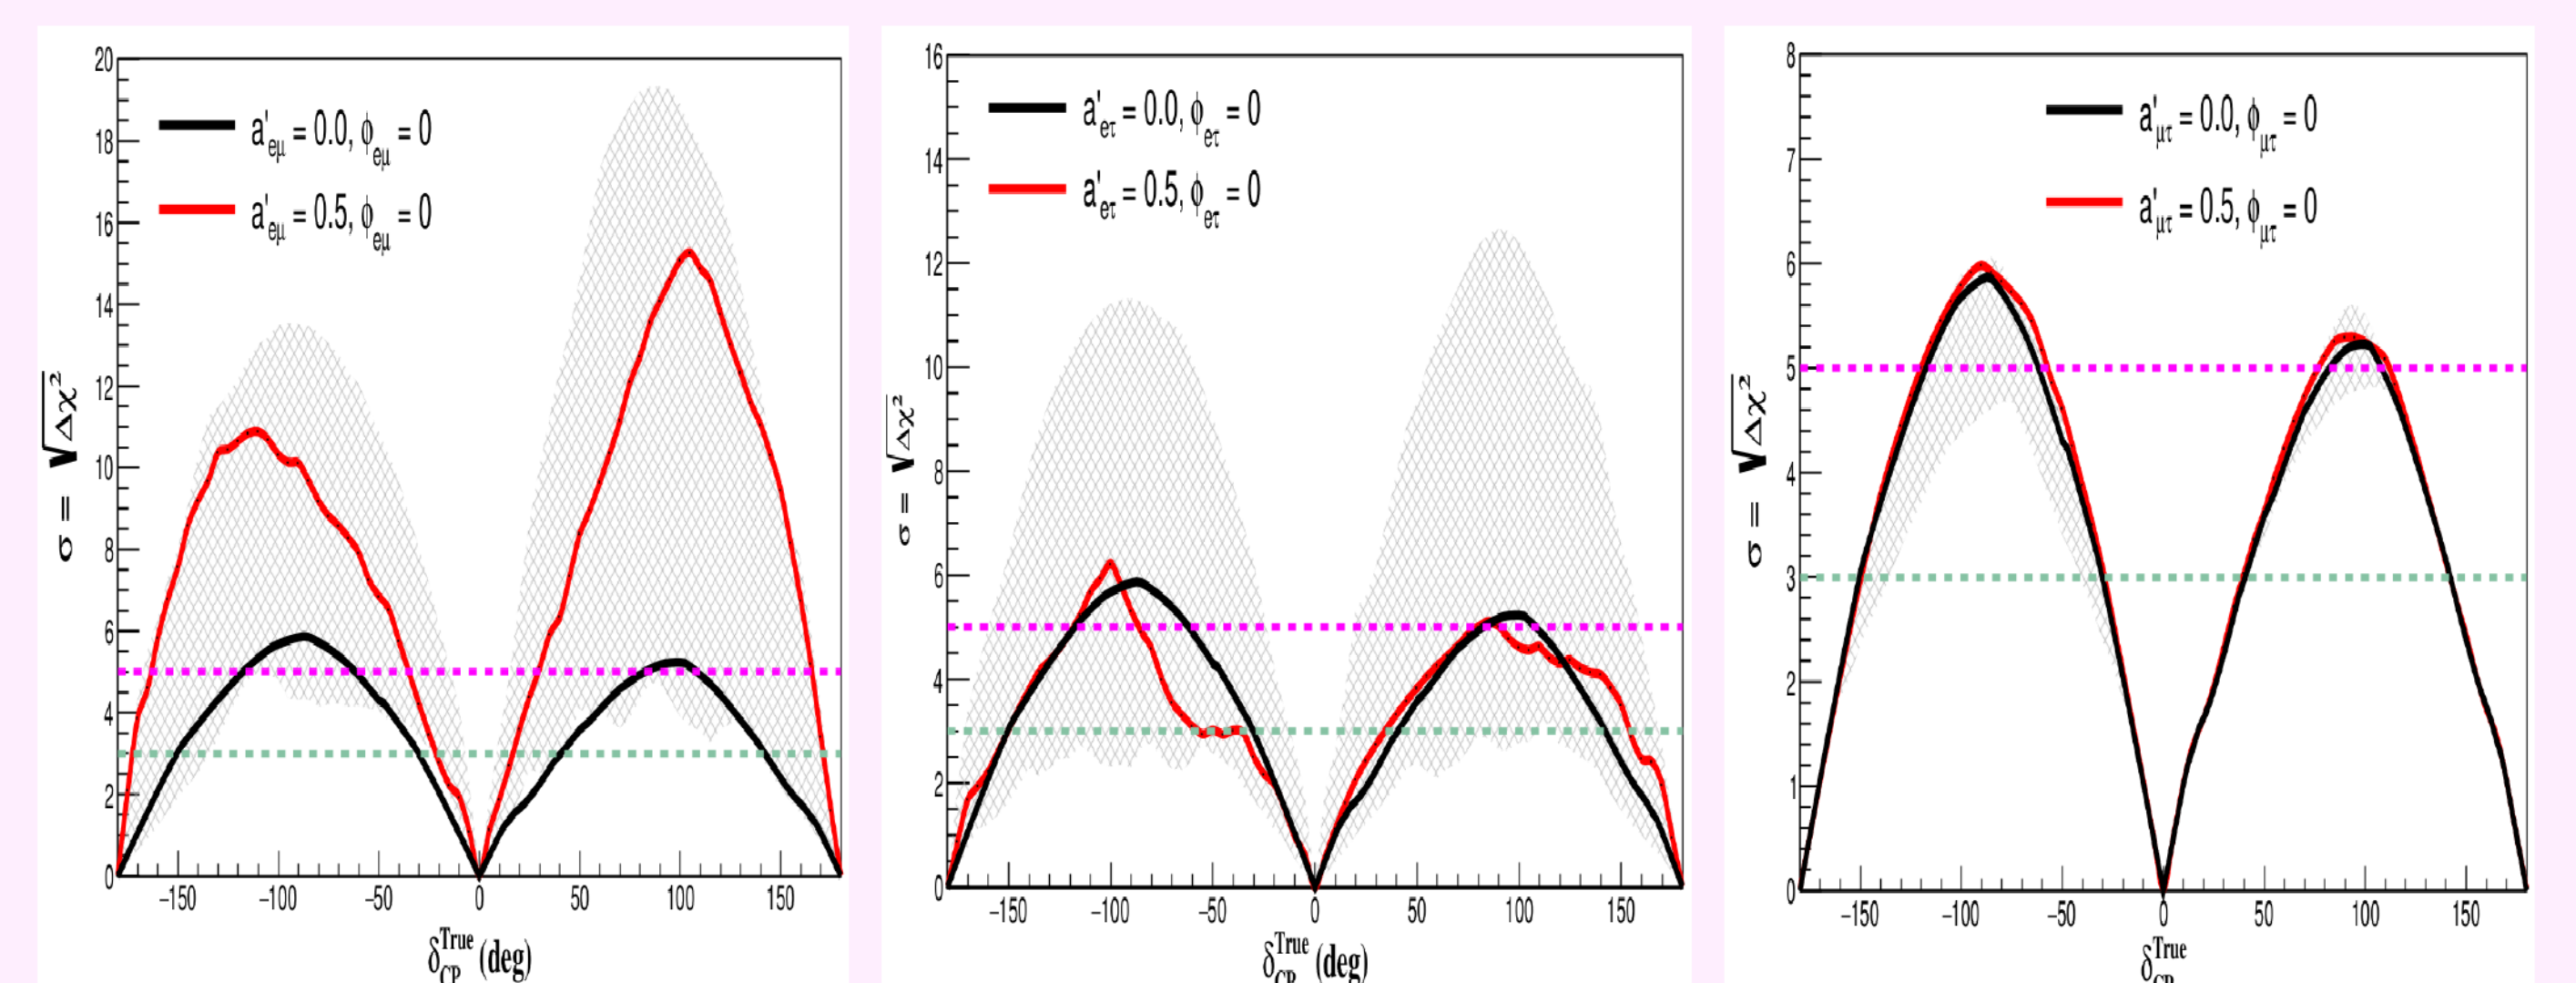 20
18
16
14
12
10
8
6
4
2
0
a'eμ = 0.0, ϕeμ = 0
a'eμ = 0.5, ϕeμ = 0
σ = √Δχ²
−150 −100 −50 0 50 100 150
δCP True (deg)
16
14
12
10
8
6
4
2
0
a'eτ = 0.0, ϕeτ = 0
a'eτ = 0.5, ϕeτ = 0
σ = √Δχ²
−150 −100 −50 0 50 100 150
δCP True (deg)
8
7
6
5
4
3
2
1
0
a'μτ = 0.0, ϕμτ = 0
a'μτ = 0.5, ϕμτ = 0
σ = √Δχ²
−150 −100 −50 0 50 100 150
δCP True